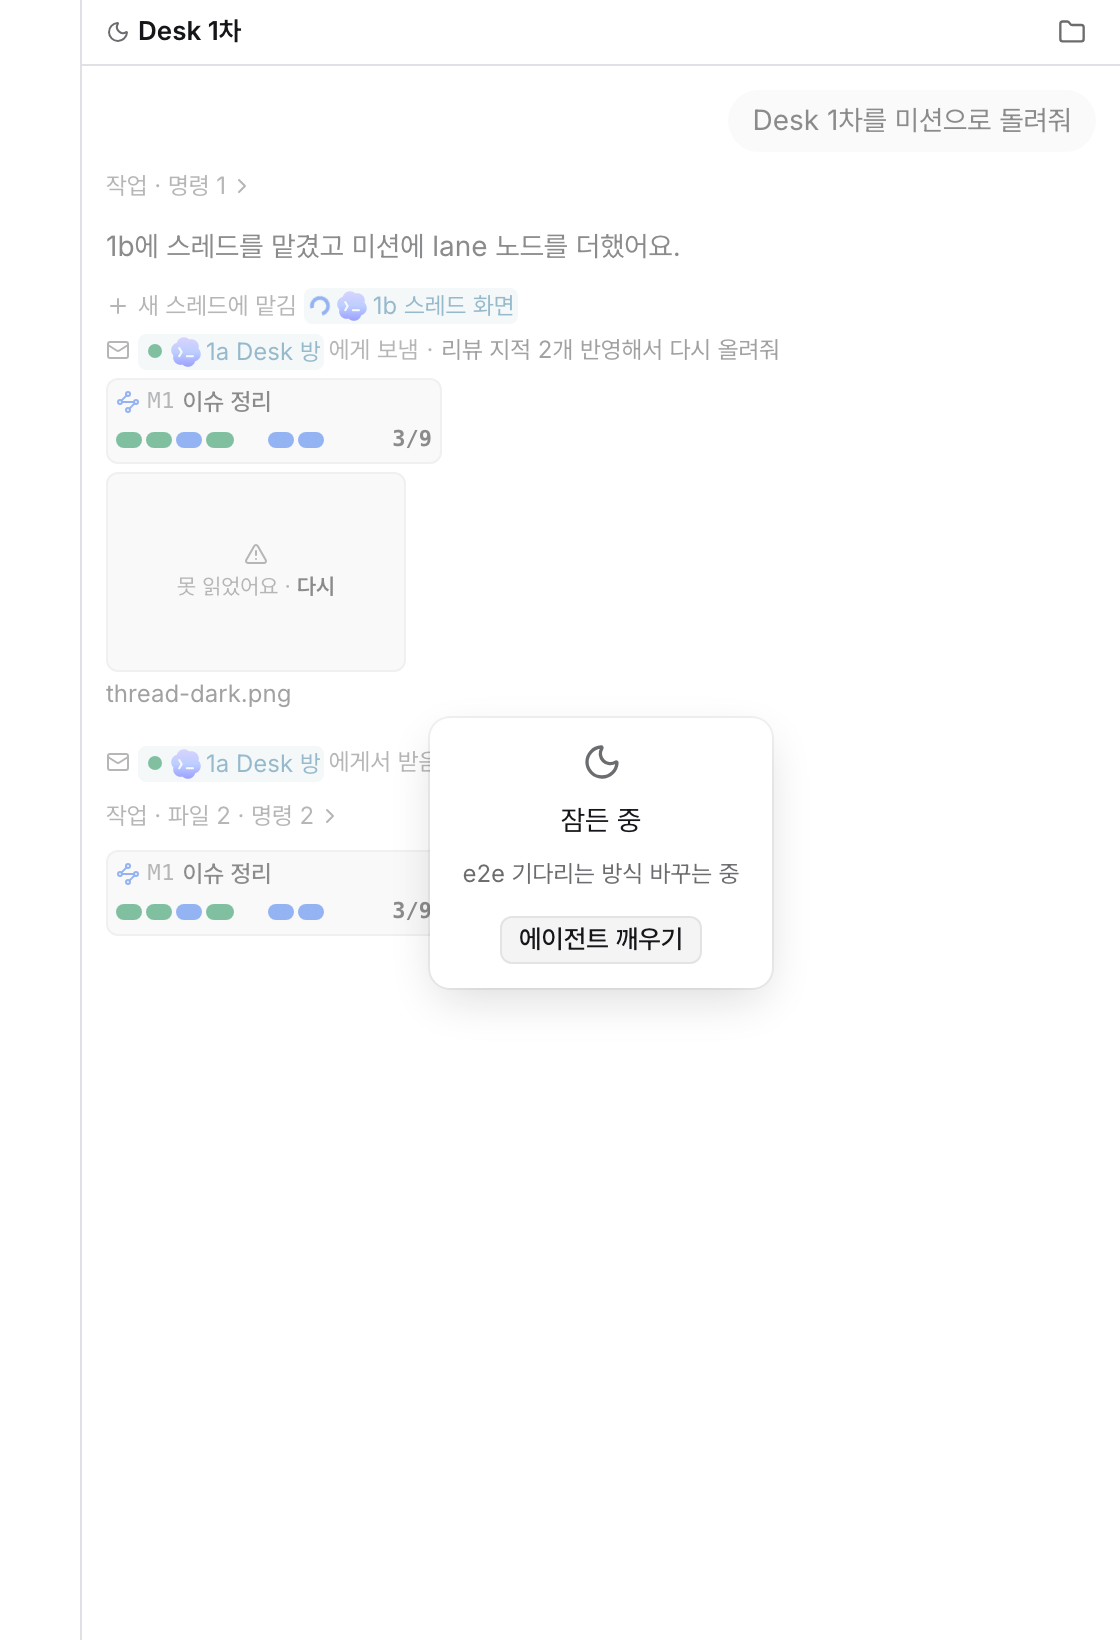 Desk 1차
Desk 1차를 미션으로 돌려줘
작업 · 명령 1
1b에 스레드를 맡겼고 미션에 lane 노드를 더했어요.
새 스레드에 맡김 1b 스레드 화면
1a Desk 방 에게 보냄 · 리뷰 지적 2개 반영해서 다시 올려줘
M1 이슈 정리
3/9
못 읽었어요 · 다시
thread-dark.png
1a Desk 방 에게서 받음
작업 · 파일 2 · 명령 2
M1 이슈 정리
3/9
잠든 중
e2e 기다리는 방식 바꾸는 중
에이전트 깨우기